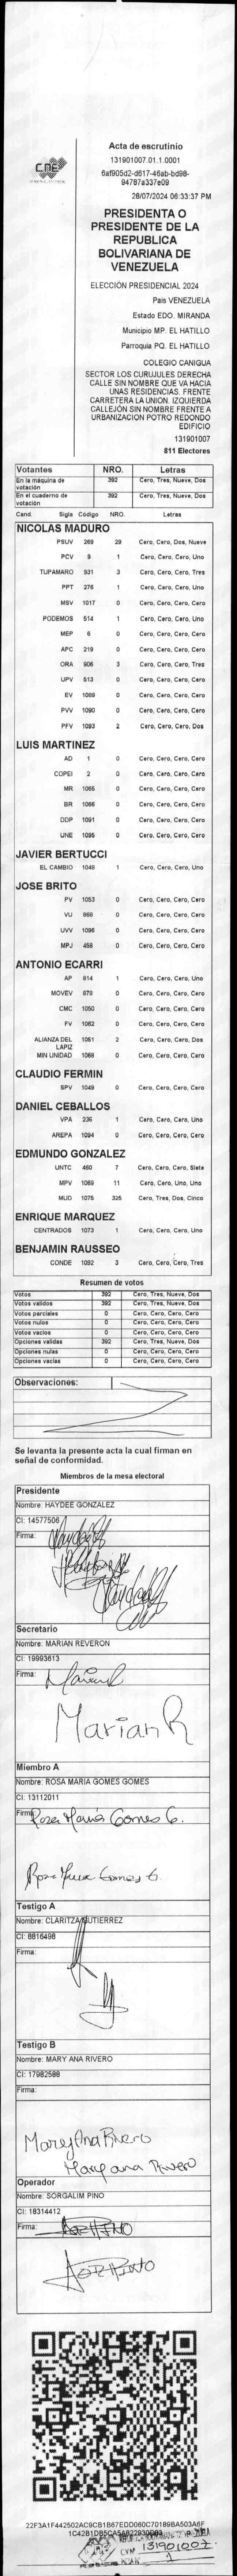 CNE
Acta de escrutinio
131901007.01.1.0001
6af905d2-d617-46ab-bd98-
94787a337e09
28/07/2024 06:33:37 PM
PRESIDENTA O
PRESIDENTE DE LA
REPUBLICA
BOLIVARIANA DE
VENEZUELA
ELECCIÓN PRESIDENCIAL 2024
Pais VENEZUELA
Estado EDO. MIRANDA
Municipio MP. EL HATILLO
Parroquia PQ. EL HATILLO
COLEGIO CANIGUA
SECTOR LOS CURUJULES DERECHA
CALLE SIN NOMBRE QUE VA HACIA
UNAS RESIDENCIAS. FRENTE
CARRETERA LA UNION. IZQUIERDA
CALLEJÓN SIN NOMBRE FRENTE A
URBANIZACION POTRO REDONDO
EDIFICIO
131901007
811 Electores
Votantes NRO. Letras
En la máquina de votación 392 Cero, Tres, Nueve, Dos
En el cuaderno de votación 392 Cero, Tres, Nueve, Dos
Cand. Sigla Código NRO. Letras
NICOLAS MADURO
PSUV 269 29 Cero, Cero, Dos, Nueve
PCV 9 1 Cero, Cero, Cero, Uno
TUPAMARO 931 3 Cero, Cero, Cero, Tres
PPT 276 1 Cero, Cero, Cero, Uno
MSV 1017 0 Cero, Cero, Cero, Cero
PODEMOS 514 1 Cero, Cero, Cero, Uno
MEP 6 0 Cero, Cero, Cero, Cero
APC 219 0 Cero, Cero, Cero, Cero
ORA 906 3 Cero, Cero, Cero, Tres
UPV 513 0 Cero, Cero, Cero, Cero
EV 1089 0 Cero, Cero, Cero, Cero
PVV 1090 0 Cero, Cero, Cero, Cero
PFV 1093 2 Cero, Cero, Cero, Dos
LUIS MARTINEZ
AD 1 0 Cero, Cero, Cero, Cero
COPEI 2 0 Cero, Cero, Cero, Cero
MR 1065 0 Cero, Cero, Cero, Cero
BR 1066 0 Cero, Cero, Cero, Cero
DDP 1091 0 Cero, Cero, Cero, Cero
UNE 1095 0 Cero, Cero, Cero, Cero
JAVIER BERTUCCI
EL CAMBIO 1048 1 Cero, Cero, Cero, Uno
JOSE BRITO
PV 1053 0 Cero, Cero, Cero, Cero
VU 868 0 Cero, Cero, Cero, Cero
UVV 1096 0 Cero, Cero, Cero, Cero
MPJ 458 0 Cero, Cero, Cero, Cero
ANTONIO ECARRI
AP 814 1 Cero, Cero, Cero, Uno
MOVEV 878 0 Cero, Cero, Cero, Cero
CMC 1050 0 Cero, Cero, Cero, Cero
FV 1062 0 Cero, Cero, Cero, Cero
ALIANZA DEL LAPIZ 1051 2 Cero, Cero, Cero, Dos
MIN UNIDAD 1068 0 Cero, Cero, Cero, Cero
CLAUDIO FERMIN
SPV 1049 0 Cero, Cero, Cero, Cero
DANIEL CEBALLOS
VPA 236 1 Cero, Cero, Cero, Uno
AREPA 1094 0 Cero, Cero, Cero, Cero
EDMUNDO GONZALEZ
UNTC 460 7 Cero, Cero, Cero, Siete
MPV 1069 11 Cero, Cero, Uno, Uno
MUD 1075 325 Cero, Tres, Dos, Cinco
ENRIQUE MARQUEZ
CENTRADOS 1073 1 Cero, Cero, Cero, Uno
BENJAMIN RAUSSEO
CONDE 1092 3 Cero, Cero, Cero, Tres
Resumen de votos
Votos 392 Cero, Tres, Nueve, Dos
Votos validos 392 Cero, Tres, Nueve, Dos
Votos parciales 0 Cero, Cero, Cero, Cero
Votos nulos 0 Cero, Cero, Cero, Cero
Votos vacios 0 Cero, Cero, Cero, Cero
Opciones validas 392 Cero, Tres, Nueve, Dos
Opciones nulas 0 Cero, Cero, Cero, Cero
Opciones vacias 0 Cero, Cero, Cero, Cero
Observaciones:
Se levanta la presente acta la cual firman en
señal de conformidad.
Miembros de la mesa electoral
Presidente
Nombre: HAYDEE GONZALEZ
CI: 14577506
Firma:
Secretario
Nombre: MARIAN REVERON
CI: 19993613
Firma:
Marian R
Miembro A
Nombre: ROSA MARIA GOMES GOMES
CI: 13112011
Firma: Rosa María Gomes G.
Rosa Maria Gomes G.
Testigo A
Nombre: CLARITZA GUTIERREZ
CI: 8816498
Firma:
Testigo B
Nombre: MARY ANA RIVERO
CI: 17982588
Firma:
Mary Ana Rivero
Mary ana Rivero
Operador
Nombre: SORGALIM PINO
CI: 18314412
Firma:
22F3A1F442502AC9CB1B67EDD060C70189BA503A6F
131901007
1